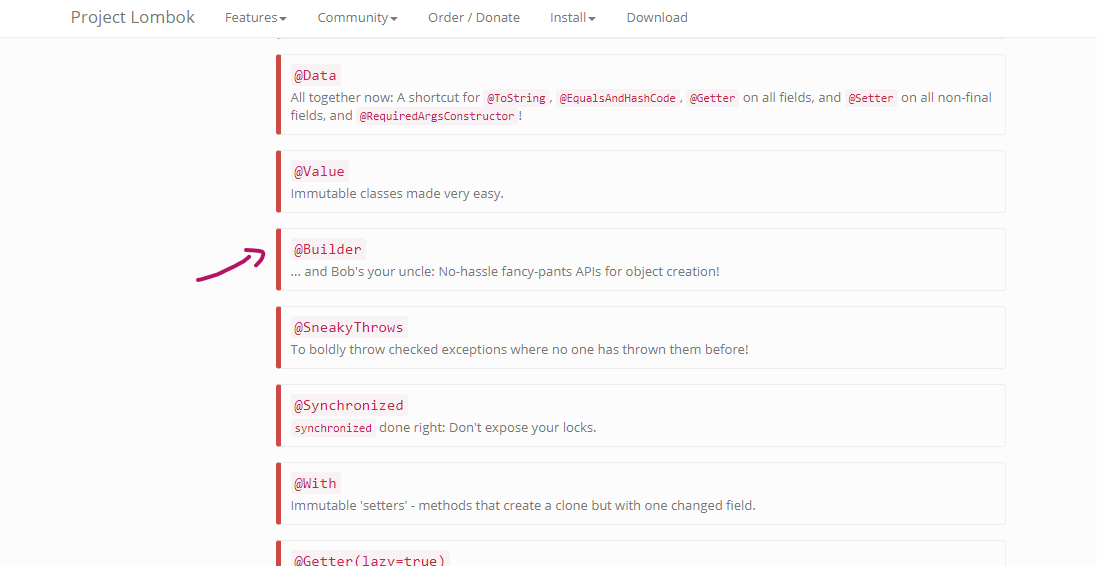 Project Lombok Features Community Order / Donate Install Download
@Data
All together now: A shortcut for @ToString, @EqualsAndHashCode, @Getter on all fields, and @Setter on all non-final
fields, and @RequiredArgsConstructor!
@Value
Immutable classes made very easy.
@Builder
... and Bob's your uncle: No-hassle fancy-pants APIs for object creation!
@SneakyThrows
To boldly throw checked exceptions where no one has thrown them before!
@Synchronized
synchronized done right: Don't expose your locks.
@With
Immutable 'setters' - methods that create a clone but with one changed field.
@Getter(lazy=true)